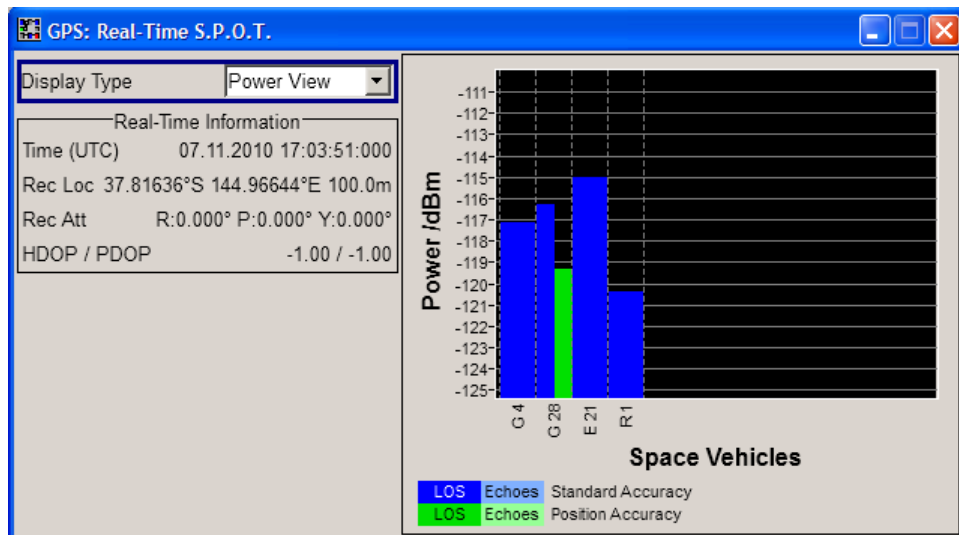 GPS: Real-Time S.P.O.T.
Display Type Power View
Real-Time Information
Time (UTC) 07.11.2010 17:03:51:000
Rec Loc 37.81636°S 144.96644°E 100.0m
Rec Att R:0.000° P:0.000° Y:0.000°
HDOP / PDOP -1.00 / -1.00
Power /dBm
-111
-112
-113
-114
-115
-116
-117
-118
-119
-120
-121
-122
-123
-124
-125
G 4
G 28
E 21
R 1
Space Vehicles
LOS Echoes Standard Accuracy
LOS Echoes Position Accuracy